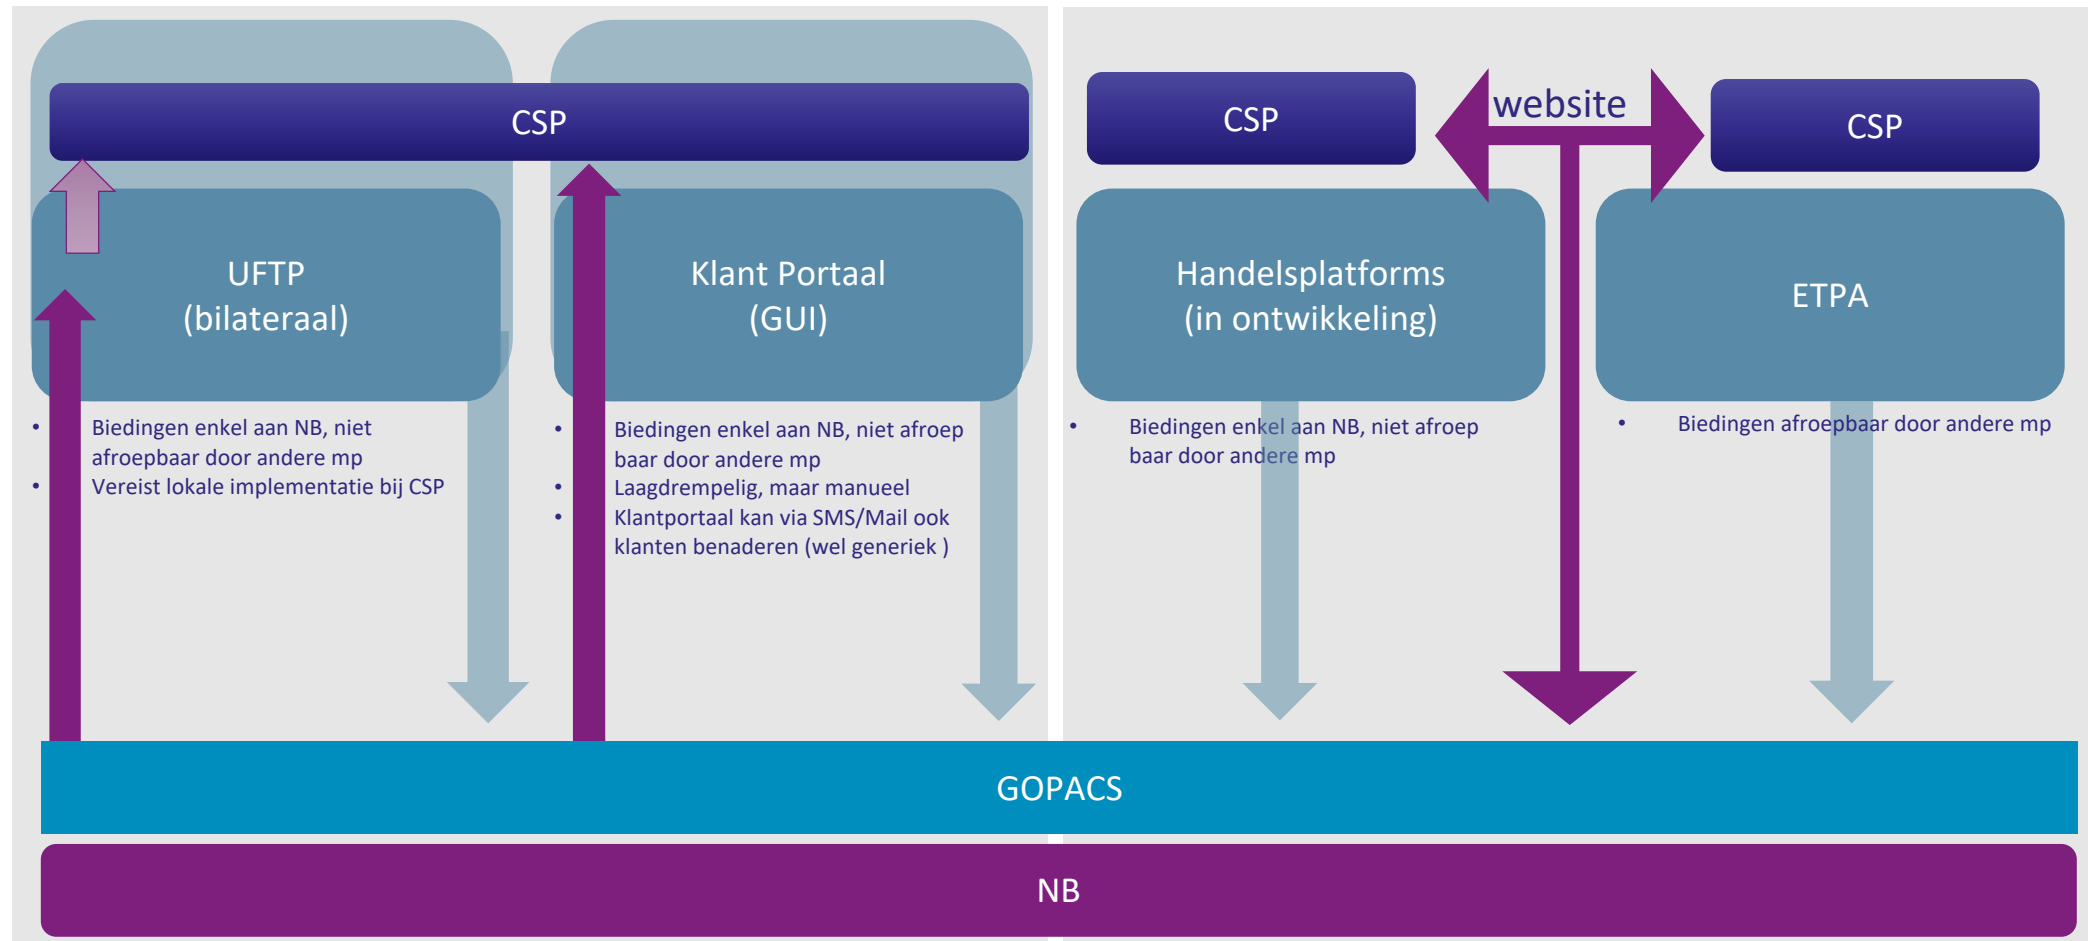 CSP
CSP
website
CSP
UFTP
(bilateraal)
Klant Portaal
(GUI)
Handelsplatforms
(in ontwikkeling)
ETPA
• Biedingen enkel aan NB, niet
afroepbaar door andere mp
• Vereist lokale implementatie bij CSP
• Biedingen enkel aan NB, niet afroep
baar door andere mp
• Laagdrempelig, maar manueel
• Klantportaal kan via SMS/Mail ook
klanten benaderen (wel generiek )
• Biedingen enkel aan NB, niet afroep
baar door andere mp
• Biedingen afroepbaar door andere mp
GOPACS
NB